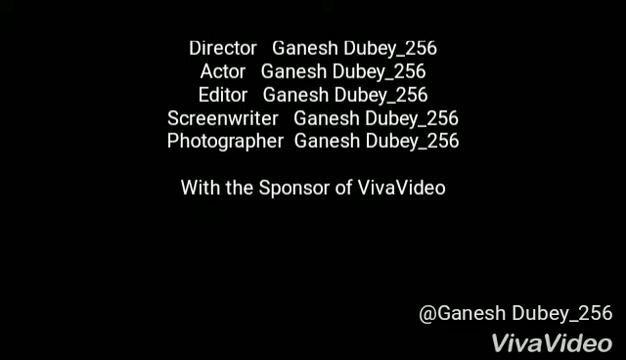 Director Ganesh Dubey_256
Actor Ganesh Dubey_256
Editor Ganesh Dubey_256
Screenwriter Ganesh Dubey_256
Photographer Ganesh Dubey_256
With the Sponsor of VivaVideo
@Ganesh Dubey_256
VivaVideo